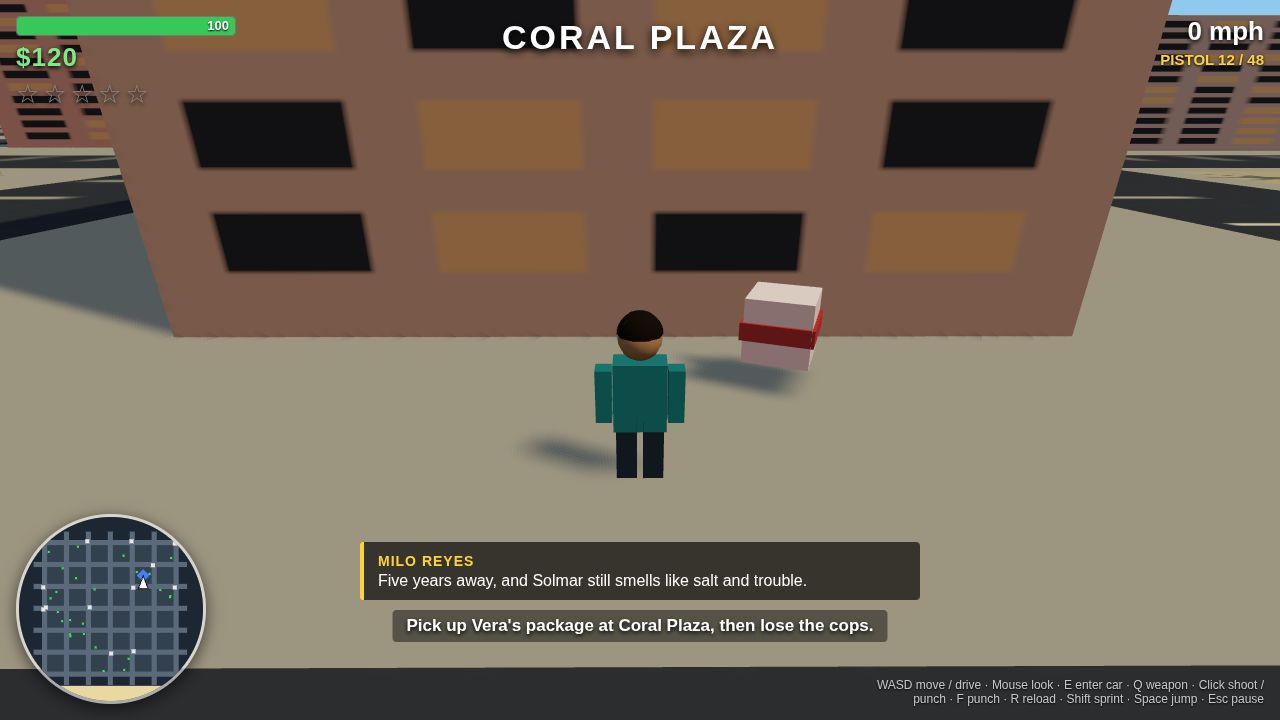 100
CORAL PLAZA
0 mph
$120
PISTOL 12 / 48
MILO REYES
Five years away, and Solmar still smells like salt and trouble.
Pick up Vera's package at Coral Plaza, then lose the cops.
WASD move / drive · Mouse look · E enter car · Q weapon · Click shoot /
punch · F punch · R reload · Shift sprint · Space jump · Esc pause